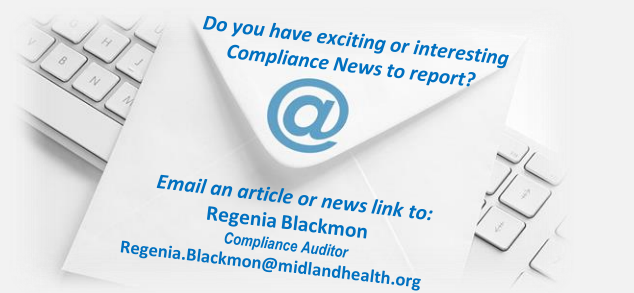 Do you have exciting or interesting
Compliance News to report?
@
Email an article or news link to:
Regenia Blackmon
Compliance Auditor
Regenia.Blackmon@midlandhealth.org